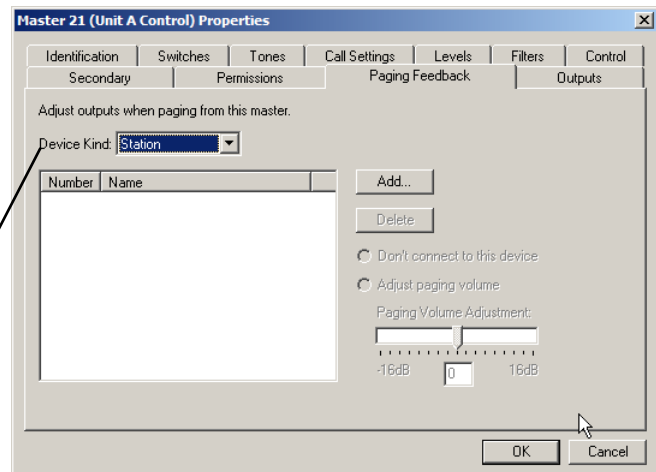 Master 21 (Unit A Control) Properties
Identification Switches Tones Call Settings Levels Filters Control
Secondary Permissions Paging Feedback Outputs
Adjust outputs when paging from this master.
Device Kind: Station
Number Name
Add...
Delete
Don't connect to this device
Adjust paging volume
Paging Volume Adjustment:
-16dB 0 16dB
OK Cancel